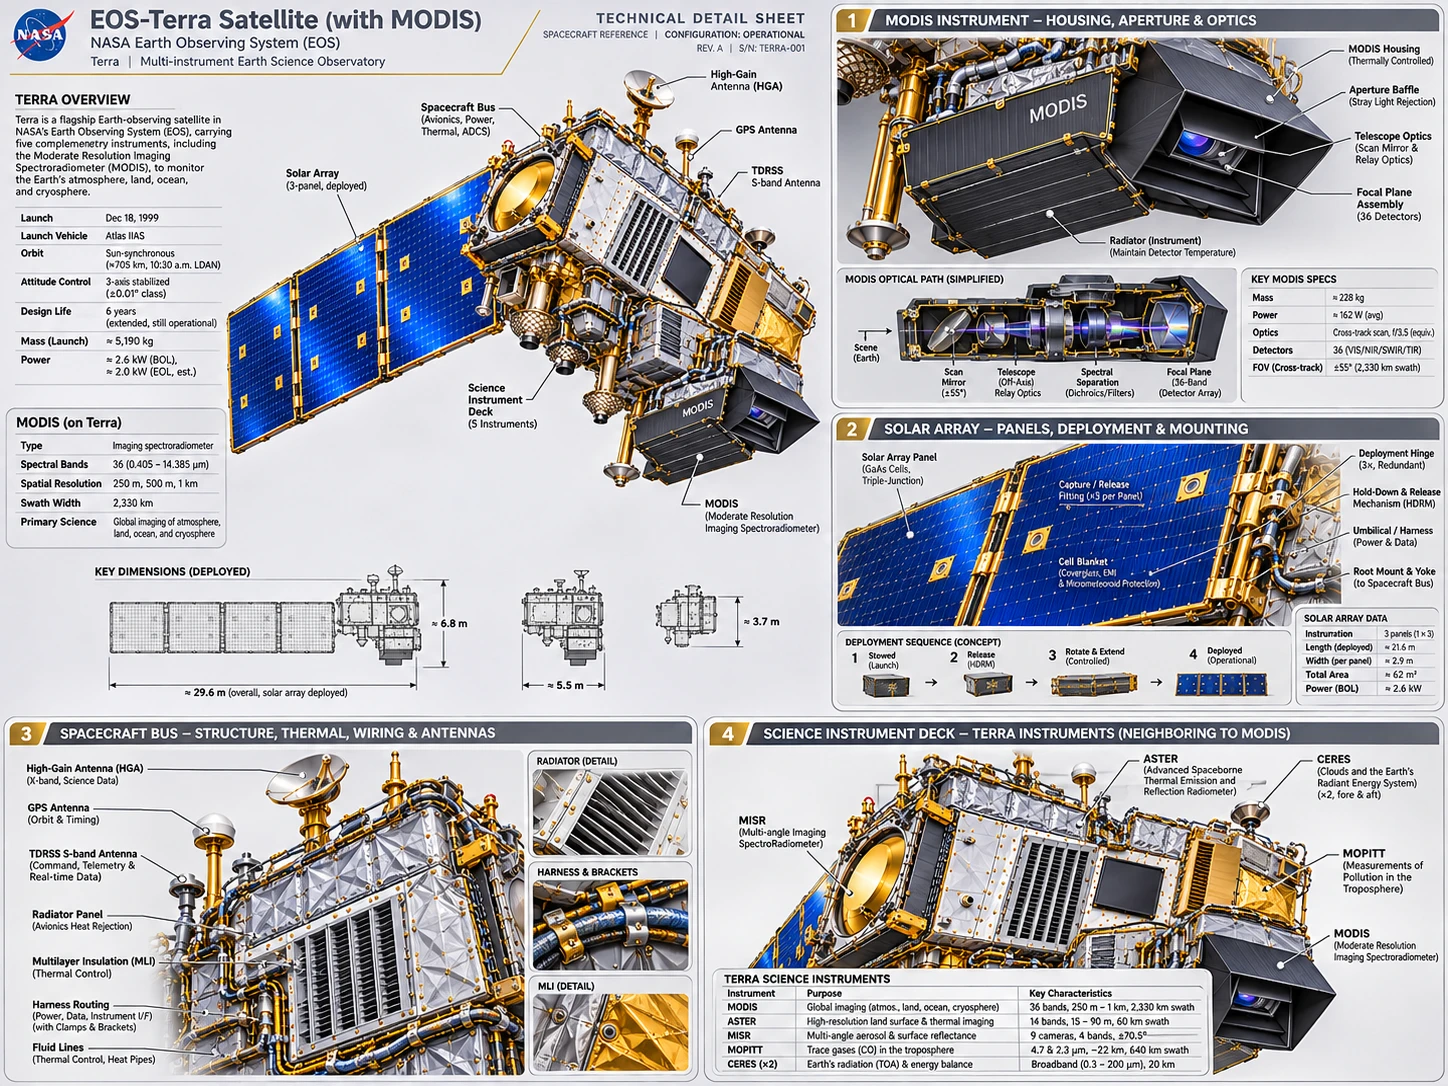 NASA
EOS-Terra Satellite (with MODIS)
NASA Earth Observing System (EOS)
Terra | Multi-instrument Earth Science Observatory
TECHNICAL DETAIL SHEET
SPACECRAFT REFERENCE | CONFIGURATION: OPERATIONAL
REV. A | S/N: TERRA-001
TERRA OVERVIEW
Terra is a flagship Earth-observing satellite in
NASA's Earth Observing System (EOS), carrying
five complemenetry instruments, including
the Moderate Resolution Imaging
Spectroradiometer (MODIS), to monitor
the Earth's atmosphere, land, ocean,
and cryosphere.
Launch Dec 18, 1999
Launch Vehicle Atlas IIAS
Orbit Sun-synchronous
(≈705 km, 10:30 a.m. LDAN)
Attitude Control 3-axis stabilized
(±0.01° class)
Design Life 6 years
(extended, still operational)
Mass (Launch) ≈ 5,190 kg
Power ≈ 2.6 kW (BOL),
≈ 2.0 kW (EOL, est.)
MODIS (on Terra)
Type Imaging spectroradiometer
Spectral Bands 36 (0.405 – 14.385 µm)
Spatial Resolution 250 m, 500 m, 1 km
Swath Width 2,330 km
Primary Science Global imaging of atmosphere,
land, ocean, and cryosphere
High-Gain
Antenna (HGA)
Spacecraft Bus
(Avionics, Power,
Thermal, ADCS)
GPS Antenna
Solar Array
(3-panel, deployed)
TDRSS
S-band Antenna
Science
Instrument
Deck
(5 Instruments)
MODIS
MODIS
(Moderate Resolution
Imaging Spectroradiometer)
KEY DIMENSIONS (DEPLOYED)
≈ 6.8 m
≈ 3.7 m
≈ 29.6 m (overall, solar array deployed)
≈ 5.5 m
1 MODIS INSTRUMENT – HOUSING, APERTURE & OPTICS
MODIS
MODIS Housing
(Thermally Controlled)
Aperture Baffle
(Stray Light Rejection)
Telescope Optics
(Scan Mirror &
Relay Optics)
Focal Plane
Assembly
(36 Detectors)
Radiator (Instrument)
(Maintain Detector Temperature)
MODIS OPTICAL PATH (SIMPLIFIED)
Scene
(Earth)
Scan
Mirror
(±55°)
Telescope
(Off-Axis)
Relay Optics
Spectral
Separation
(Dichroics/Filters)
Focal Plane
(36-Band)
(Detector Array)
KEY MODIS SPECS
Mass ≈ 228 kg
Power ≈ 162 W (avg)
Optics Cross-track scan, f/3.5 (equiv.)
Detectors 36 (VIS/NIR/SWIR/TIR)
FOV (Cross-track) ±55° (2,330 km swath)
2 SOLAR ARRAY – PANELS, DEPLOYMENT & MOUNTING
Solar Array Panel
(GaAs Cells,
Triple-Junction)
Capture / Release
Fitting (×3 per Panel)
Cell Blanket
(Coverglass, EMI
& Micrometeoroid Protection)
Deployment Hinge
(3×, Redundant)
Hold-Down & Release
Mechanism (HDRM)
Umbilical / Harness
(Power & Data)
Root Mount & Yoke
(to Spacecraft Bus)
DEPLOYMENT SEQUENCE (CONCEPT)
1 Stowed
(Launch)
2 Release
(HDRM)
3 Rotate & Extend
(Controlled)
4 Deployed
(Operational)
SOLAR ARRAY DATA
3 panels (1 × 3)
Length (deployed) ≈ 21.6 m
Width (per panel) ≈ 2.9 m
Total Area ≈ 62 m²
Power (BOL) ≈ 2.6 kW
3 SPACECRAFT BUS – STRUCTURE, THERMAL, WIRING & ANTENNAS
High-Gain Antenna (HGA)
(X-band, Science Data)
GPS Antenna
(Orbit & Timing)
TDRSS S-band Antenna
(Command, Telemetry &
Real-time Data)
Radiator Panel
(Avionics Heat Rejection)
Multilayer Insulation (MLI)
(Thermal Control)
Harness Routing
(Power, Data, Instrument I/F)
(with Clamps & Brackets)
Fluid Lines
(Thermal Control, Heat Pipes)
RADIATOR (DETAIL)
HARNESS & BRACKETS
MLI (DETAIL)
4 SCIENCE INSTRUMENT DECK – TERRA INSTRUMENTS (NEIGHBORING TO MODIS)
ASTER
(Advanced Spaceborne
Thermal Emission and
Reflection Radiometer)
CERES
(Clouds and the Earth's
Radiant Energy System)
(×2, fore & aft)
MISR
(Multi-angle Imaging
SpectroRadiometer)
MOPITT
(Measurements of
Pollution in the
Troposphere)
MODIS
(Moderate Resolution
Imaging Spectroradiometer)
TERRA SCIENCE INSTRUMENTS
Instrument Purpose Key Characteristics
MODIS Global imaging (atmos., land, ocean, cryosphere) 36 bands, 250 m – 1 km, 2,330 km swath
ASTER High-resolution land surface & thermal imaging 14 bands, 15 – 90 m, 60 km swath
MISR Multi-angle aerosol & surface reflectance 9 cameras, 4 bands, ±70.5°
MOPITT Trace gases (CO) in the troposphere 4.7 & 2.3 µm, ~22 km, 640 km swath
CERES (×2) Earth's radiation (TOA) & energy balance Broadband (0.3 – 200 µm), 20 km